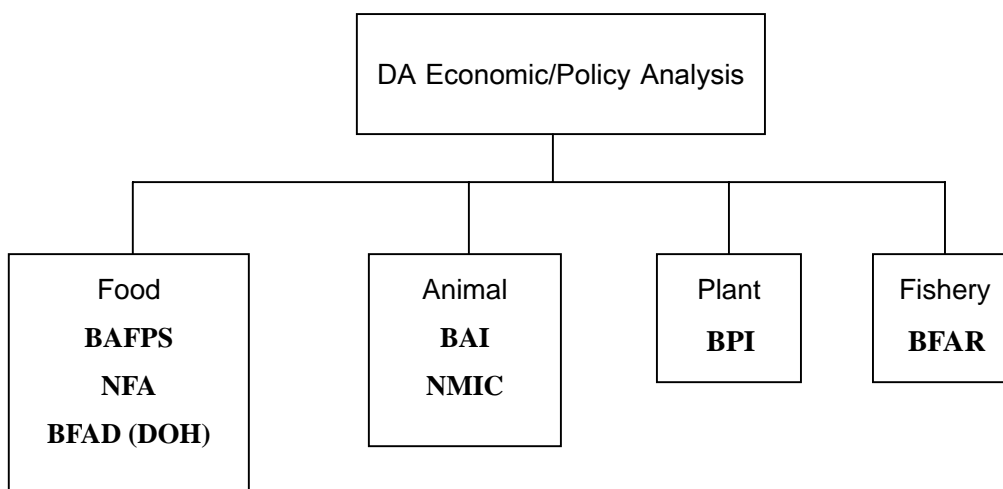 DA Economic/Policy Analysis
Food
BAFPS
NFA
BFAD (DOH)
Animal
BAI
NMIC
Plant
BPI
Fishery
BFAR